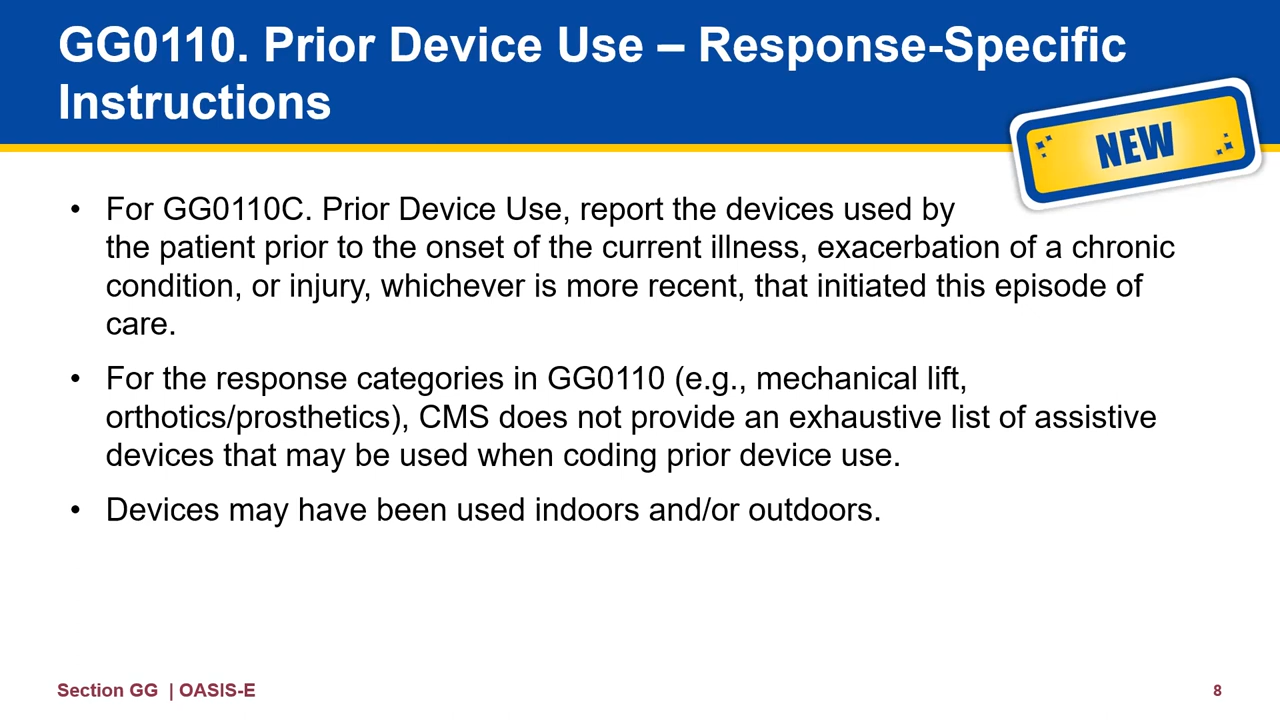 GG0110. Prior Device Use – Response-Specific
Instructions
NEW
• For GG0110C. Prior Device Use, report the devices used by
the patient prior to the onset of the current illness, exacerbation of a chronic
condition, or injury, whichever is more recent, that initiated this episode of
care.
• For the response categories in GG0110 (e.g., mechanical lift,
orthotics/prosthetics), CMS does not provide an exhaustive list of assistive
devices that may be used when coding prior device use.
• Devices may have been used indoors and/or outdoors.
Section GG | OASIS-E
8